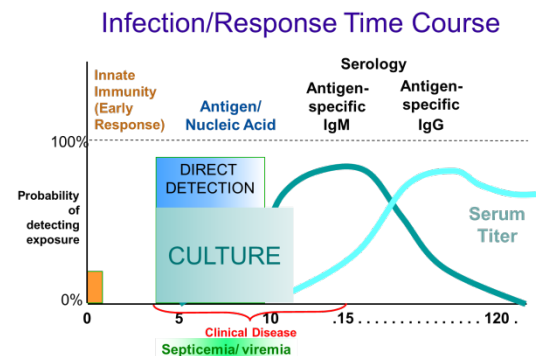 Infection/Response Time Course
Innate
Immunity
(Early
Response)
Antigen/
Nucleic Acid
Serology
Antigen-
specific
IgM
Antigen-
specific
IgG
100%
DIRECT
DETECTION
Probability
of
detecting
exposure
CULTURE
Serum
Titer
0%
0 5 10 .15 . . . . . . . . . . . . 120 . .
Clinical Disease
Septicemia/ viremia